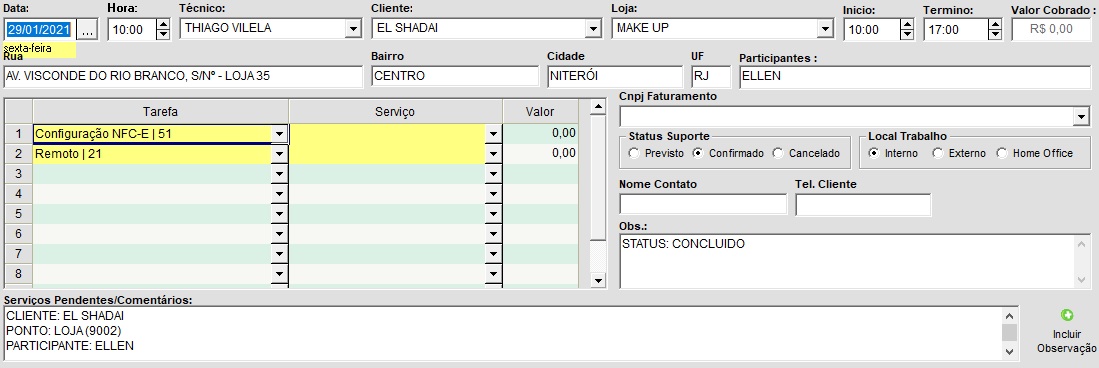 Data: Hora: Técnico: Cliente: Loja: Inicio: Termino: Valor Cobrado :
29/01/2021 ... 10:00 THIAGO VILELA EL SHADAI MAKE UP 10:00 17:00 R$ 0,00
sexta-feira
Rua Bairro Cidade UF Participantes :
AV. VISCONDE DO RIO BRANCO, S/Nº - LOJA 35 CENTRO NITERÓI RJ ELLEN
Tarefa Serviço Valor
1 Configuração NFC-E | 51 0,00
2 Remoto | 21 0,00
3
4
5
6
7
8
Cnpj Faturamento
Status Suporte Local Trabalho
Previsto Confirmado Cancelado Interno Externo Home Office
Nome Contato Tel. Cliente
Obs.:
STATUS: CONCLUIDO
Serviços Pendentes/Comentários:
CLIENTE: EL SHADAI
PONTO: LOJA (9002)
PARTICIPANTE: ELLEN
Incluir
Observação